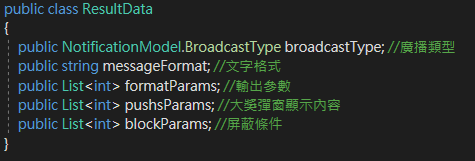 public class ResultData
{
public NotificationModel.BroadcastType broadcastType; //廣播類型
public string messageFormat; //文字格式
public List<int> formatParams; //輸出參數
public List<int> pushsParams; //大獎彈窗顯示內容
public List<int> blockParams; //屏蔽條件
}